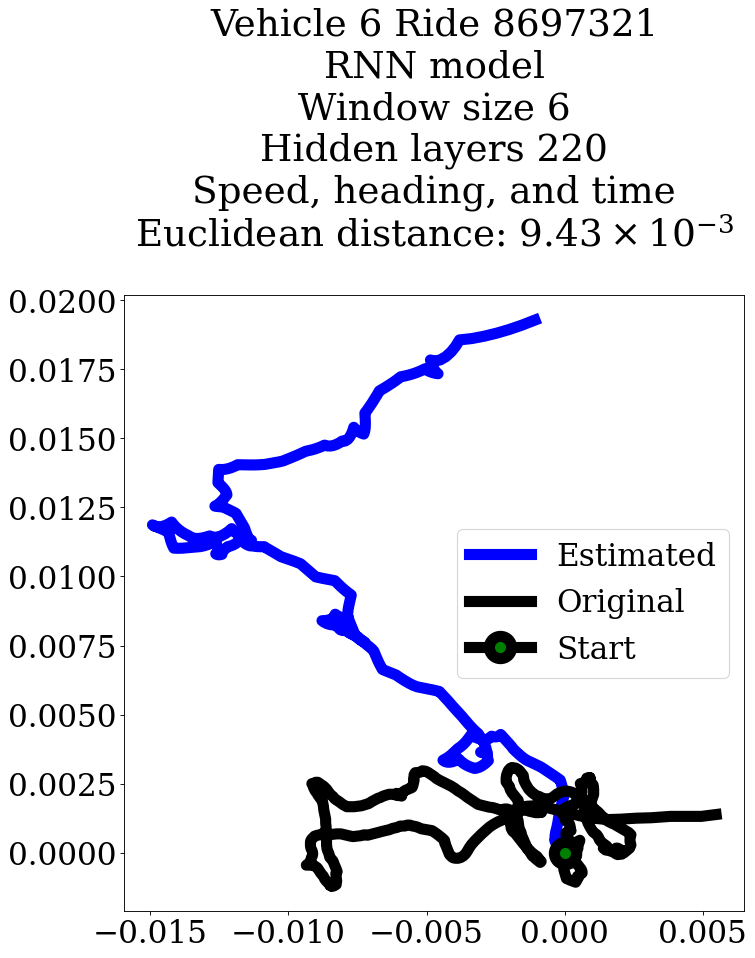 Vehicle 6 Ride 8697321
RNN model
Window size 6
Hidden layers 220
Speed, heading, and time
Euclidean distance: 9.43 × 10⁻³
0.0200
0.0175
0.0150
0.0125
0.0100
0.0075
0.0050
0.0025
0.0000
Estimated
Original
Start
−0.015 −0.010 −0.005 0.000 0.005